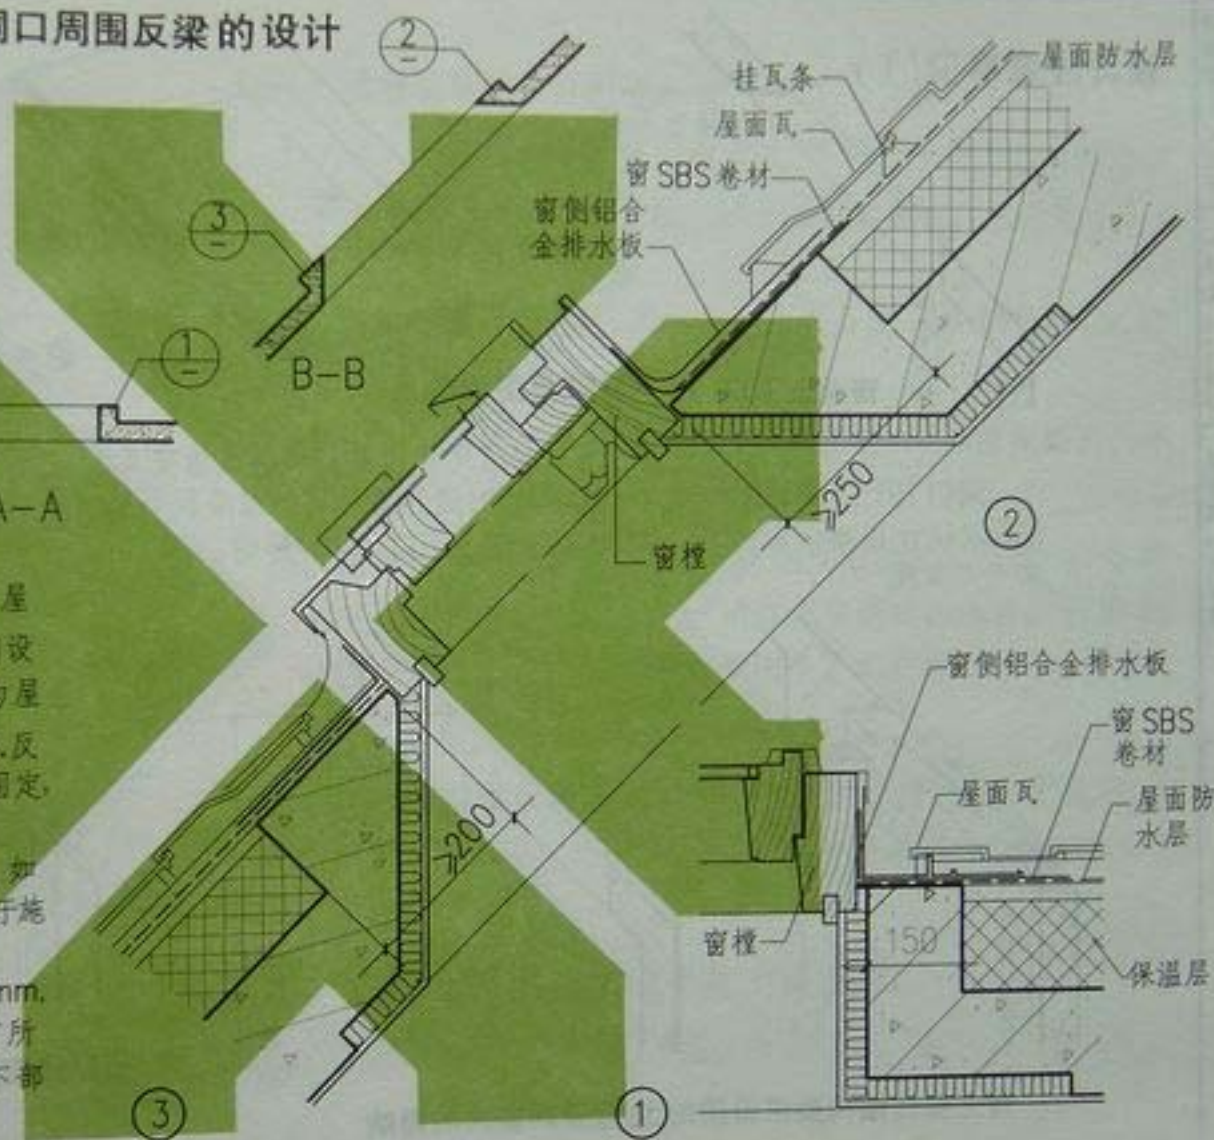 口周围反梁的设计
2
3
1
B-B
A-A
屋
设
屋
反
固定,
如
于施
mm.
所
部
挂瓦条
屋面防水层
屋面瓦
窗SBS卷材
窗侧铝合
金排水板
窗樘
≥250
2
≥200
3
窗侧铝合金排水板
窗SBS
卷材
屋面瓦
屋面防
水层
窗樘
150
保温层
1